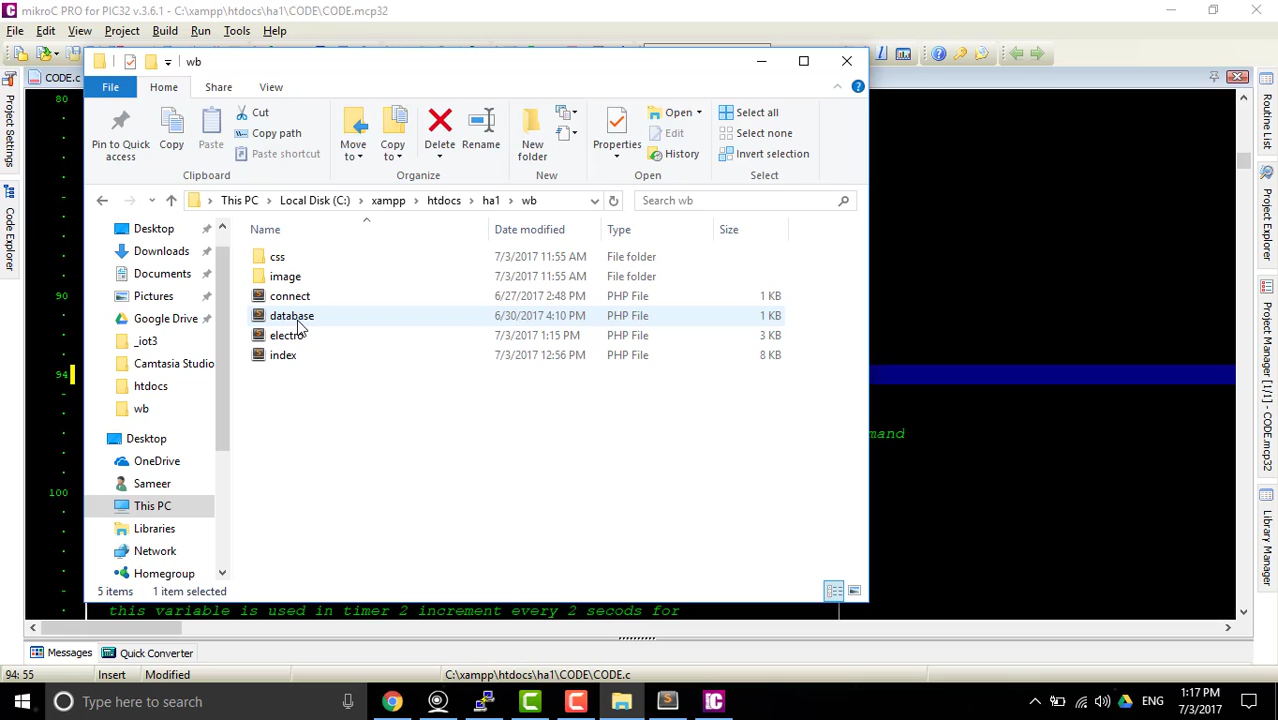 mikroC PRO for PIC32 v.3.6.1 - C:\xampp\htdocs\ha1\CODE\CODE.mcp32
File Edit View Project Build Run Tools Help
wb
CODE.c
File Home Share View
Pin to Quick access
Copy
Paste
Cut
Copy path
Paste shortcut
Clipboard
Move to
Copy to
Delete
Rename
Organize
New folder
New
Properties
Open
Edit
History
Open
Select all
Select none
Invert selection
Select
This PC Local Disk (C:) xampp htdocs ha1 wb
Search wb
Name Date modified Type Size
css 7/3/2017 11:55 AM File folder
image 7/3/2017 11:55 AM File folder
connect 6/27/2017 2:48 PM PHP File 1 KB
database 6/30/2017 4:10 PM PHP File 1 KB
electro 7/3/2017 1:15 PM PHP File 3 KB
index 7/3/2017 12:56 PM PHP File 8 KB
Desktop
Downloads
Documents
Pictures
Google Drive
_iot3
Camtasia Studio
htdocs
wb
Desktop
OneDrive
Sameer
This PC
Libraries
Network
Homegroup
5 items 1 item selected
80
90
94
100
mand
this variable is used in timer 2 increment every 2 secods for
Project Settings
Code Explorer
Routine List
Project Explorer
Project Manager [1/1] - CODE.mcp32
Library Manager
Messages Quick Converter
94: 55 Insert Modified C:\xampp\htdocs\ha1\CODE\CODE.c
Type here to search
ENG
1:17 PM
7/3/2017